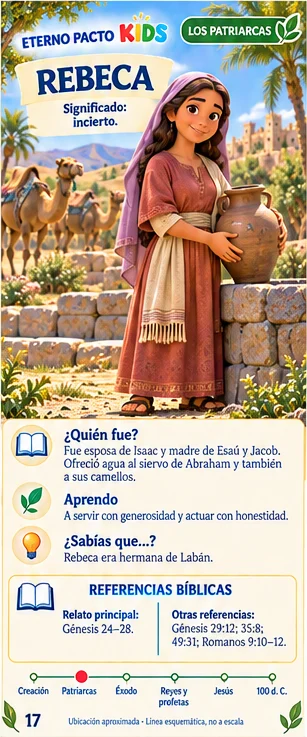 ETERNO PACTO KIDS
LOS PATRIARCAS
REBECA
Significado:
incierto.
¿Quién fue?
Fue esposa de Isaac y madre de Esaú y Jacob.
Ofreció agua al siervo de Abraham y también
a sus camellos.
Aprendo
A servir con generosidad y actuar con honestidad.
¿Sabías que...?
Rebeca era hermana de Labán.
REFERENCIAS BÍBLICAS
Relato principal:
Génesis 24–28.
Otras referencias:
Génesis 29:12; 35:8;
49:31; Romanos 9:10–12.
Creación
Patriarcas
Éxodo
Reyes y
profetas
Jesús
100 d. C.
17
Ubicación aproximada • Línea esquemática, no a escala